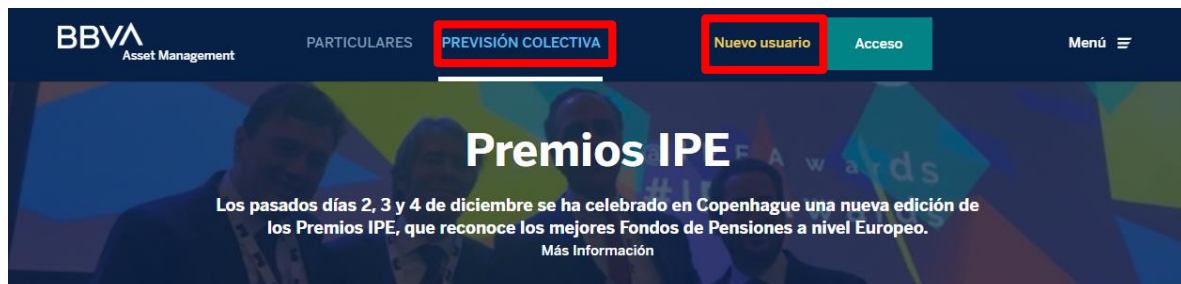 BBVA
Asset Management
PARTICULARES
PREVISIÓN COLECTIVA
Nuevo usuario
Acceso
Menú
Premios IPE
Los pasados días 2, 3 y 4 de diciembre se ha celebrado en Copenhague una nueva edición de
los Premios IPE, que reconoce los mejores Fondos de Pensiones a nivel Europeo.
Más Información